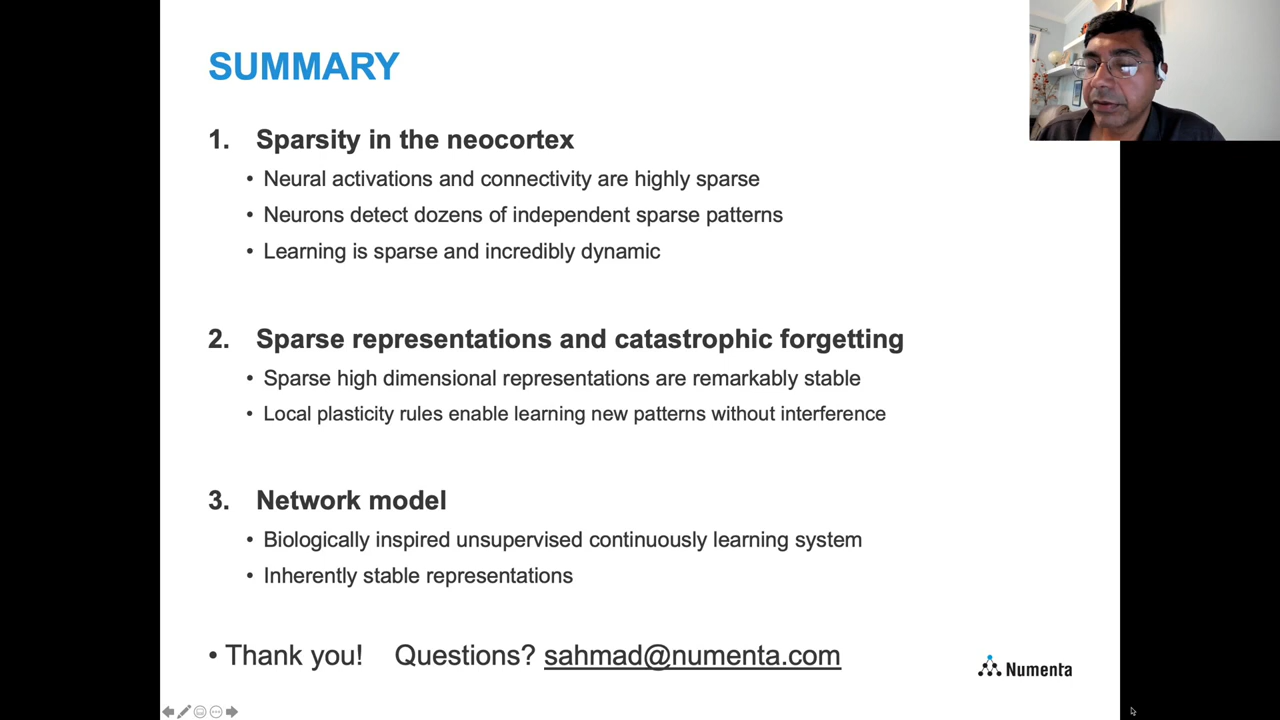 SUMMARY
1. Sparsity in the neocortex
• Neural activations and connectivity are highly sparse
• Neurons detect dozens of independent sparse patterns
• Learning is sparse and incredibly dynamic
2. Sparse representations and catastrophic forgetting
• Sparse high dimensional representations are remarkably stable
• Local plasticity rules enable learning new patterns without interference
3. Network model
• Biologically inspired unsupervised continuously learning system
• Inherently stable representations
• Thank you! Questions? sahmad@numenta.com
Numenta